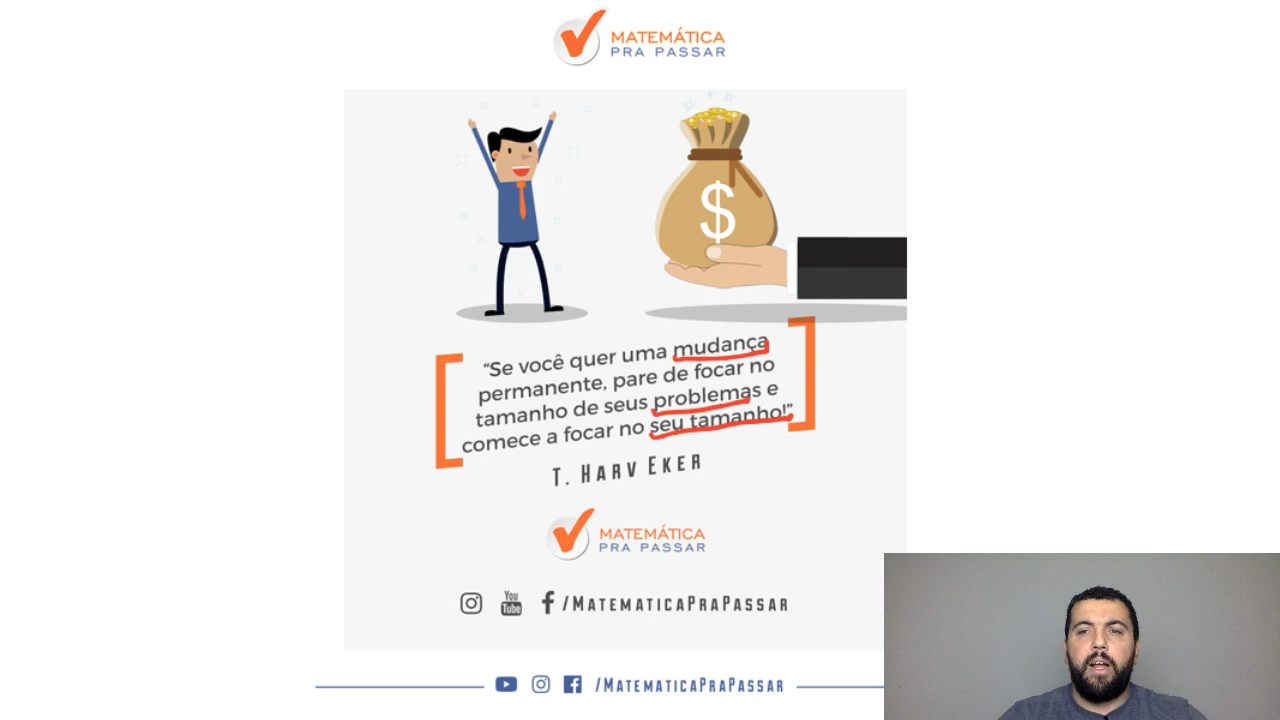 MATEMÁTICA
PRA PASSAR
$
“Se você quer uma mudança
permanente, pare de focar no
tamanho de seus problemas e
comece a focar no seu tamanho!”
T. HARV EKER
MATEMÁTICA
PRA PASSAR
You
Tube
/MATEMATICAPRAPASSAR
/MATEMATICAPRAPASSAR